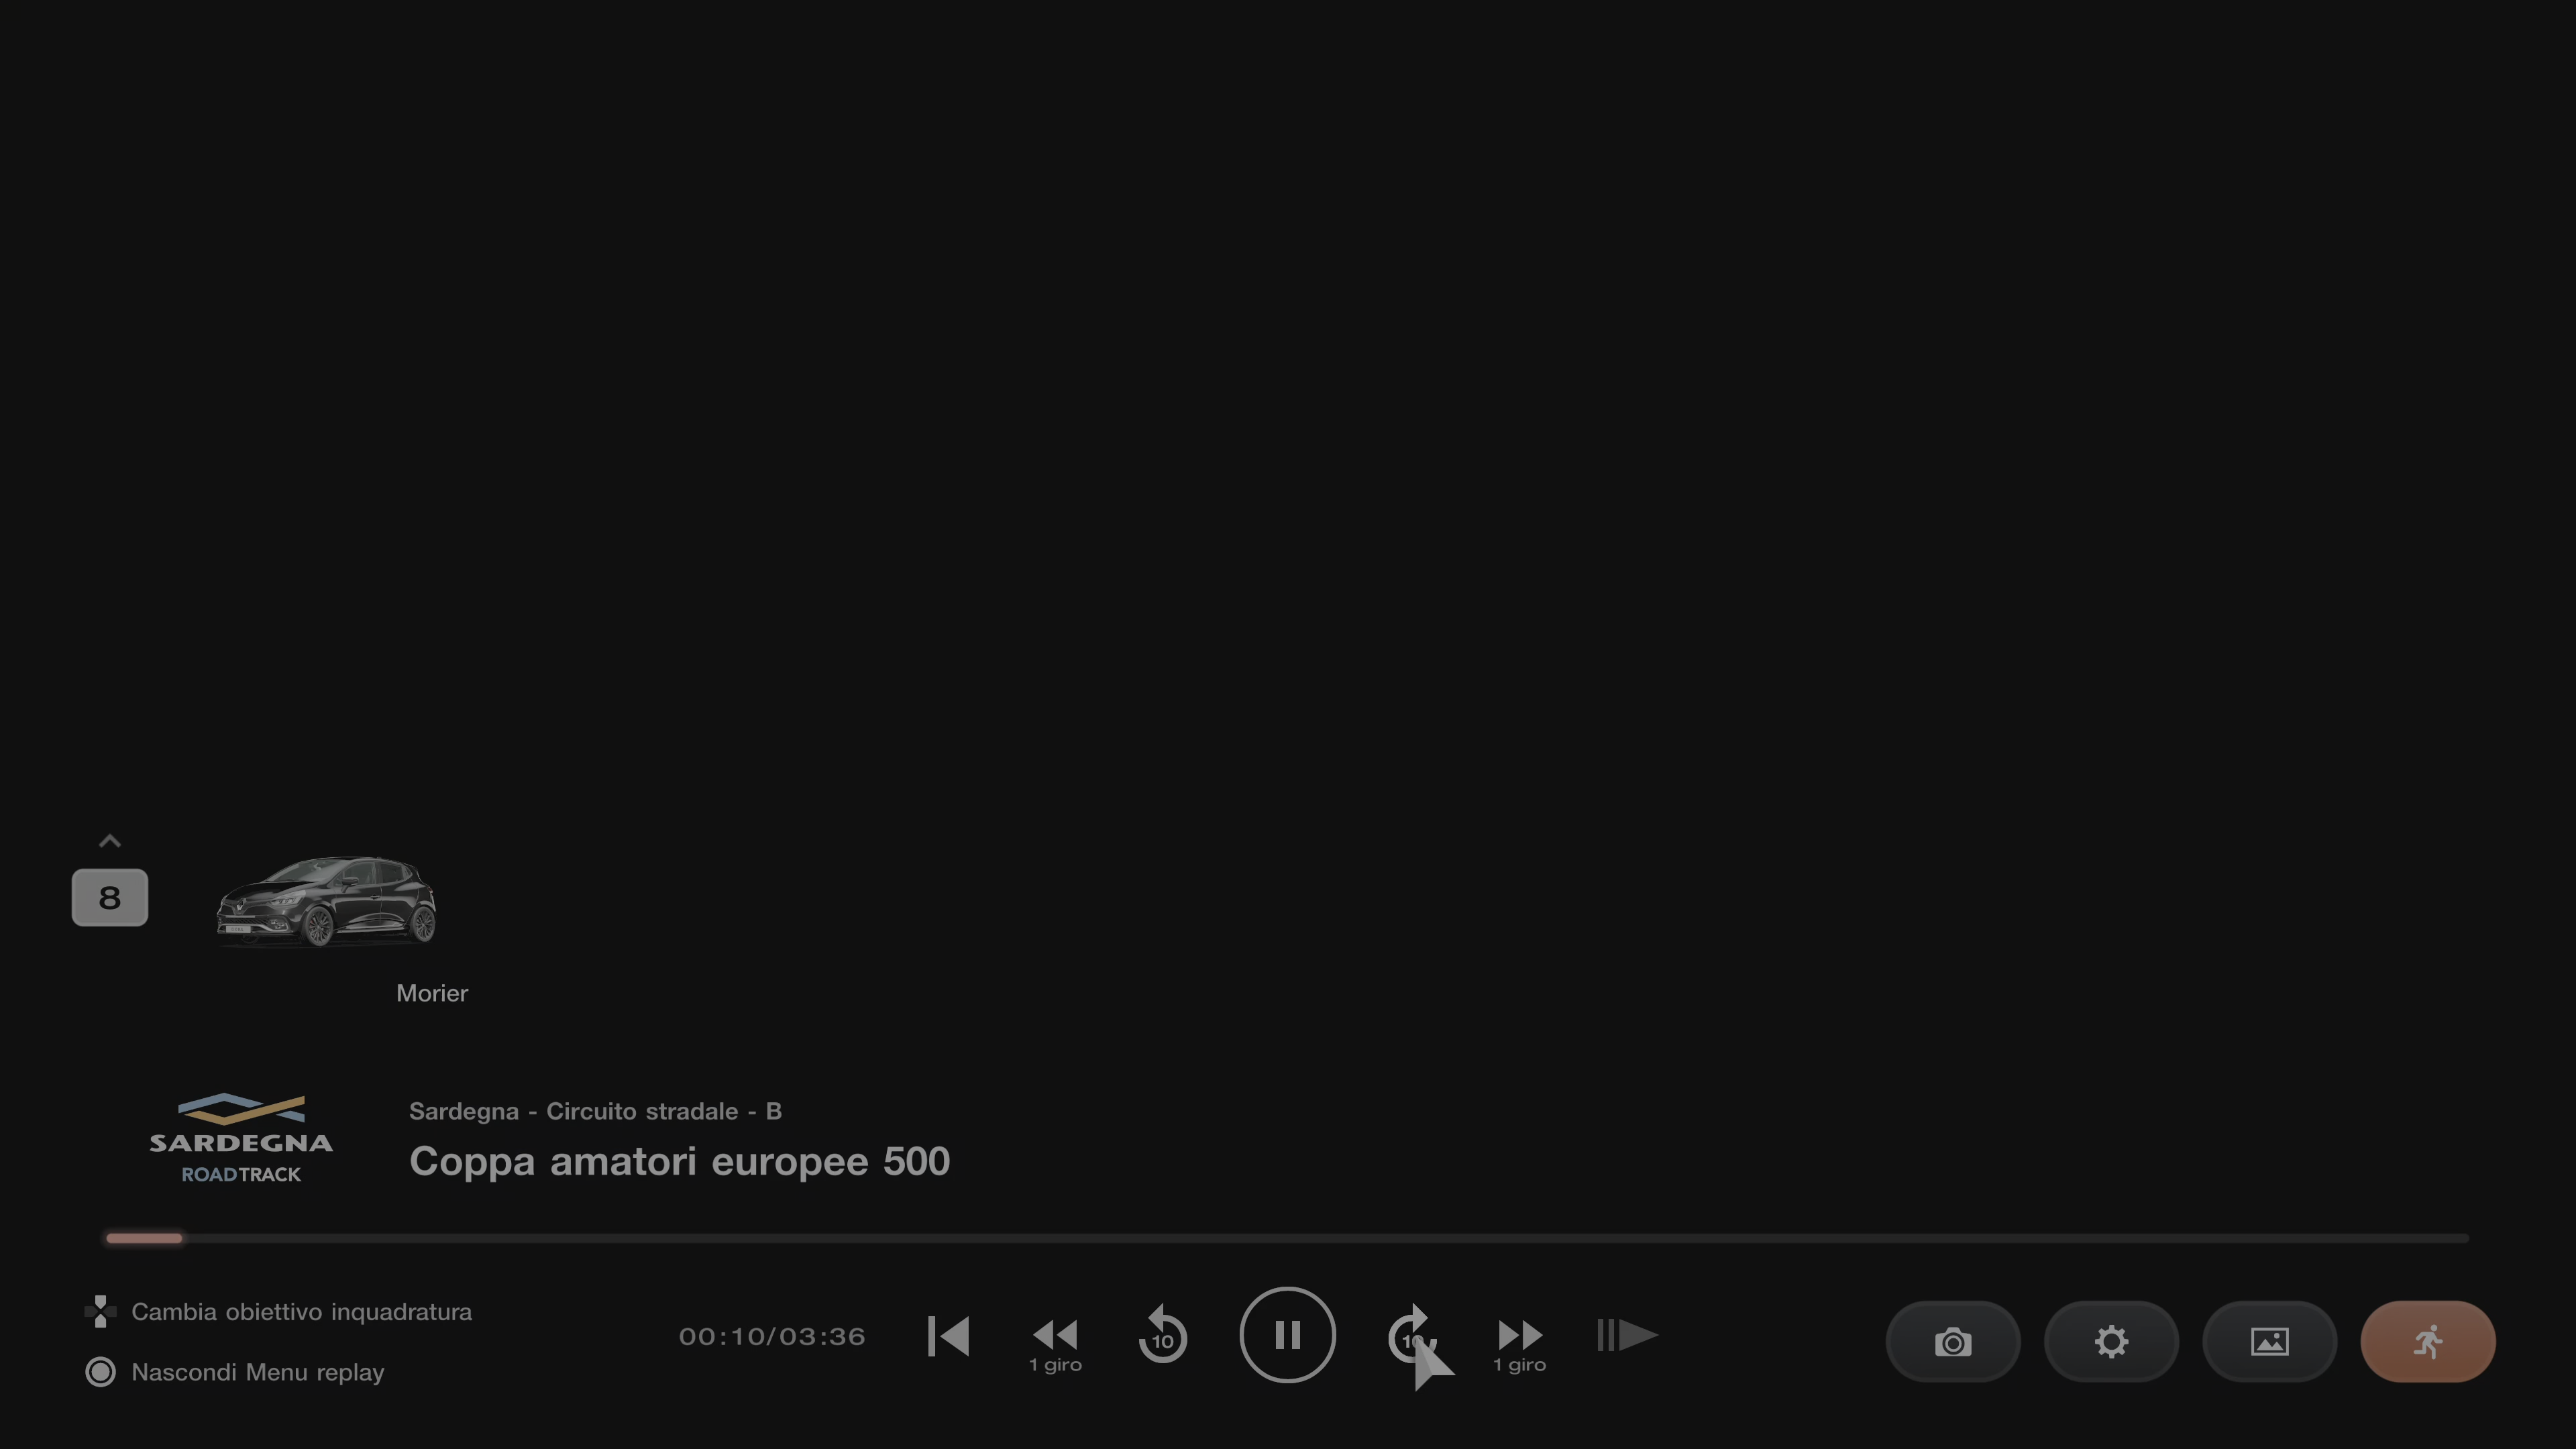 8
Morier
SARDEGNA
ROADTRACK
Sardegna - Circuito stradale - B
Coppa amatori europee 500
Cambia obiettivo inquadratura
Nascondi Menu replay
00:10/03:36
1 giro
10
10
1 giro